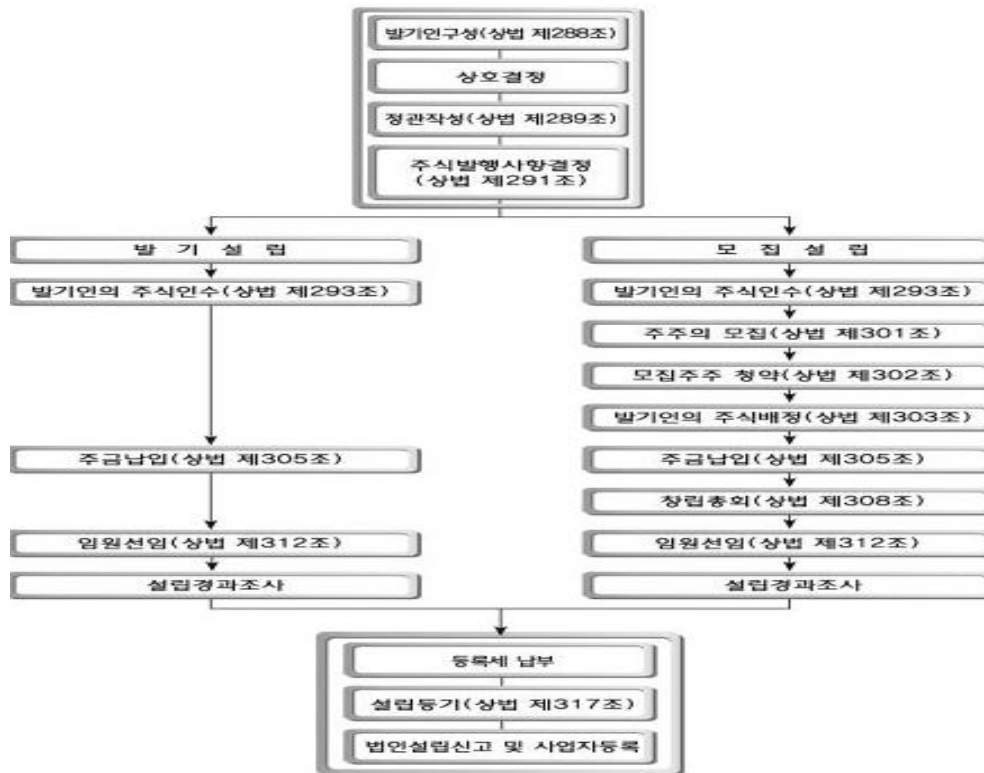 발기인구성(상법 제288조)
상호결정
정관작성(상법 제289조)
주식발행사항결정
(상법 제291조)
발 기 설 립
발기인의 주식인수(상법 제293조)
주금납입(상법 제305조)
임원선임(상법 제312조)
설립경과조사
모 집 설 립
발기인의 주식인수(상법 제293조)
주주의 모집(상법 제301조)
모집주주 청약(상법 제302조)
발기인의 주식배정(상법 제303조)
주금납입(상법 제305조)
창립총회(상법 제308조)
임원선임(상법 제312조)
설립경과조사
등록세 납부
설립등기(상법 제317조)
법인설립신고 및 사업자등록